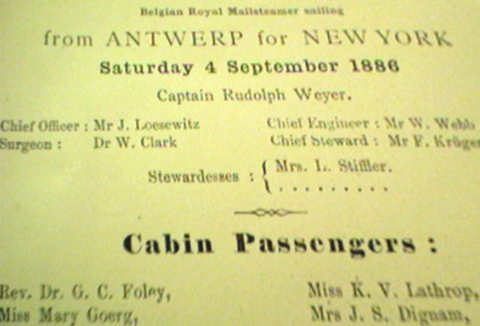 Belgian Royal Mailsteamer sailing
from ANTWERP for NEW YORK
Saturday 4 September 1886
Captain Rudolph Weyer.
Chief Officer : Mr J. Loesewitz
Chief Engineer : Mr W. Webb
Surgeon : Dr W. Clark
Chief Steward : Mr F. Krüger
Stewardesses : { Mrs. L. Stiffler.
. . . . . . . . .
Cabin Passengers :
Rev. Dr. G. C. Foley,
Miss K. V. Lathrop,
Miss Mary Goerg,
Mrs J. S. Dignam,